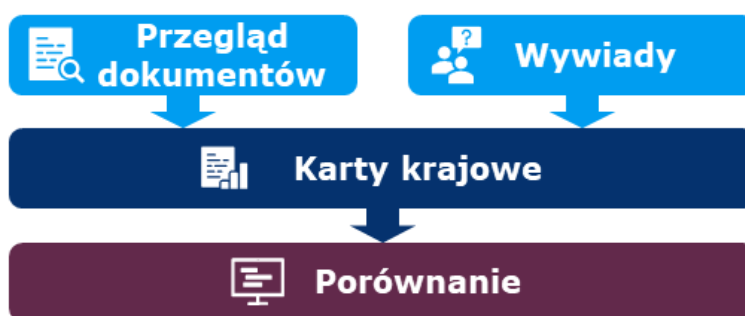 Przegląd
dokumentów
?
Wywiady
Karty krajowe
Porównanie